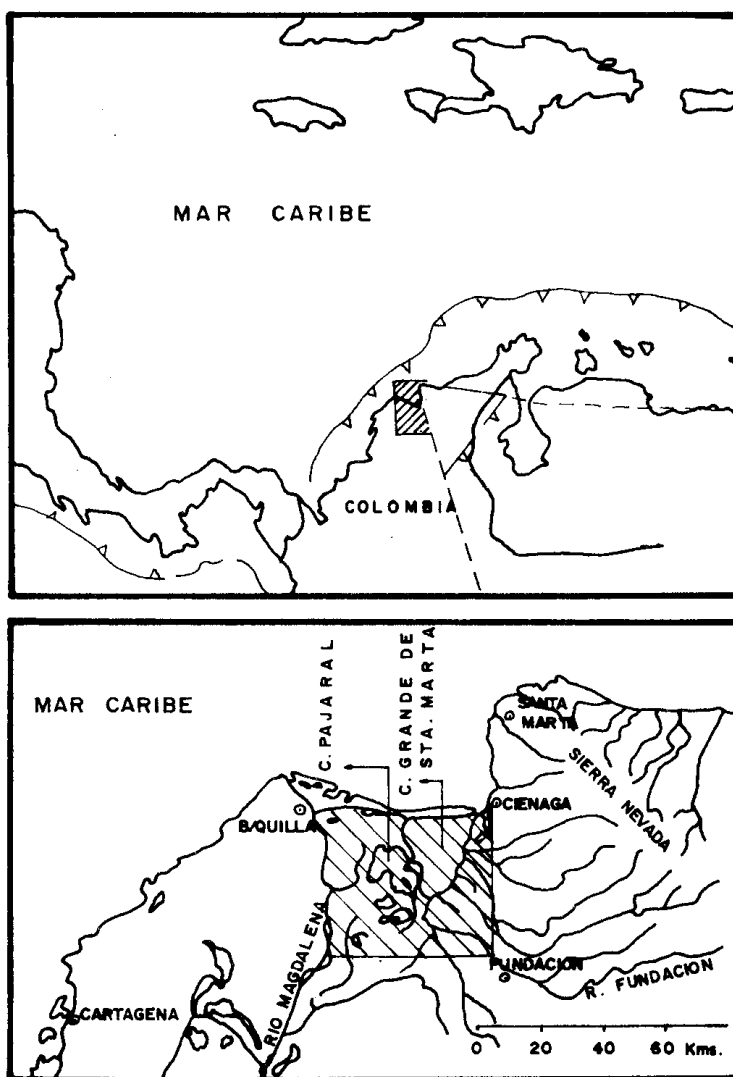 MAR CARIBE
COLOMBIA
MAR CARIBE
C. PAJARAL
C. GRANDE DE
STA. MARTA
SANTA
MARTA
SIERRA NEVADA
CIENAGA
B/QUILLA
RIO MAGDALENA
FUNDACION
R. FUNDACION
CARTAGENA
0 20 40 60 Kms.